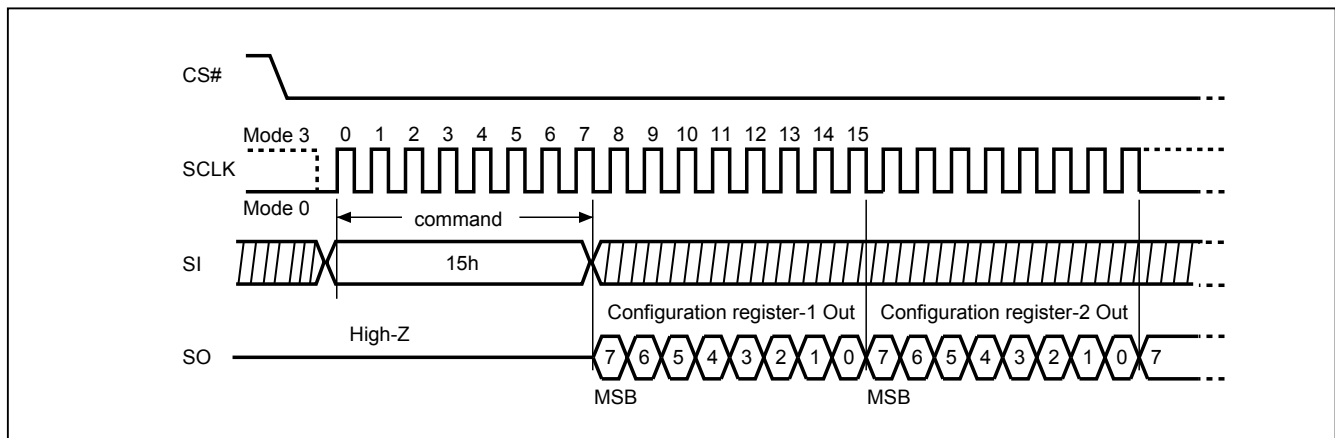 CS#
Mode 3
0 1 2 3 4 5 6 7 8 9 10 11 12 13 14 15
SCLK
Mode 0
command
SI
15h
Configuration register-1 Out Configuration register-2 Out
High-Z
SO
7 6 5 4 3 2 1 0 7 6 5 4 3 2 1 0 7
MSB MSB